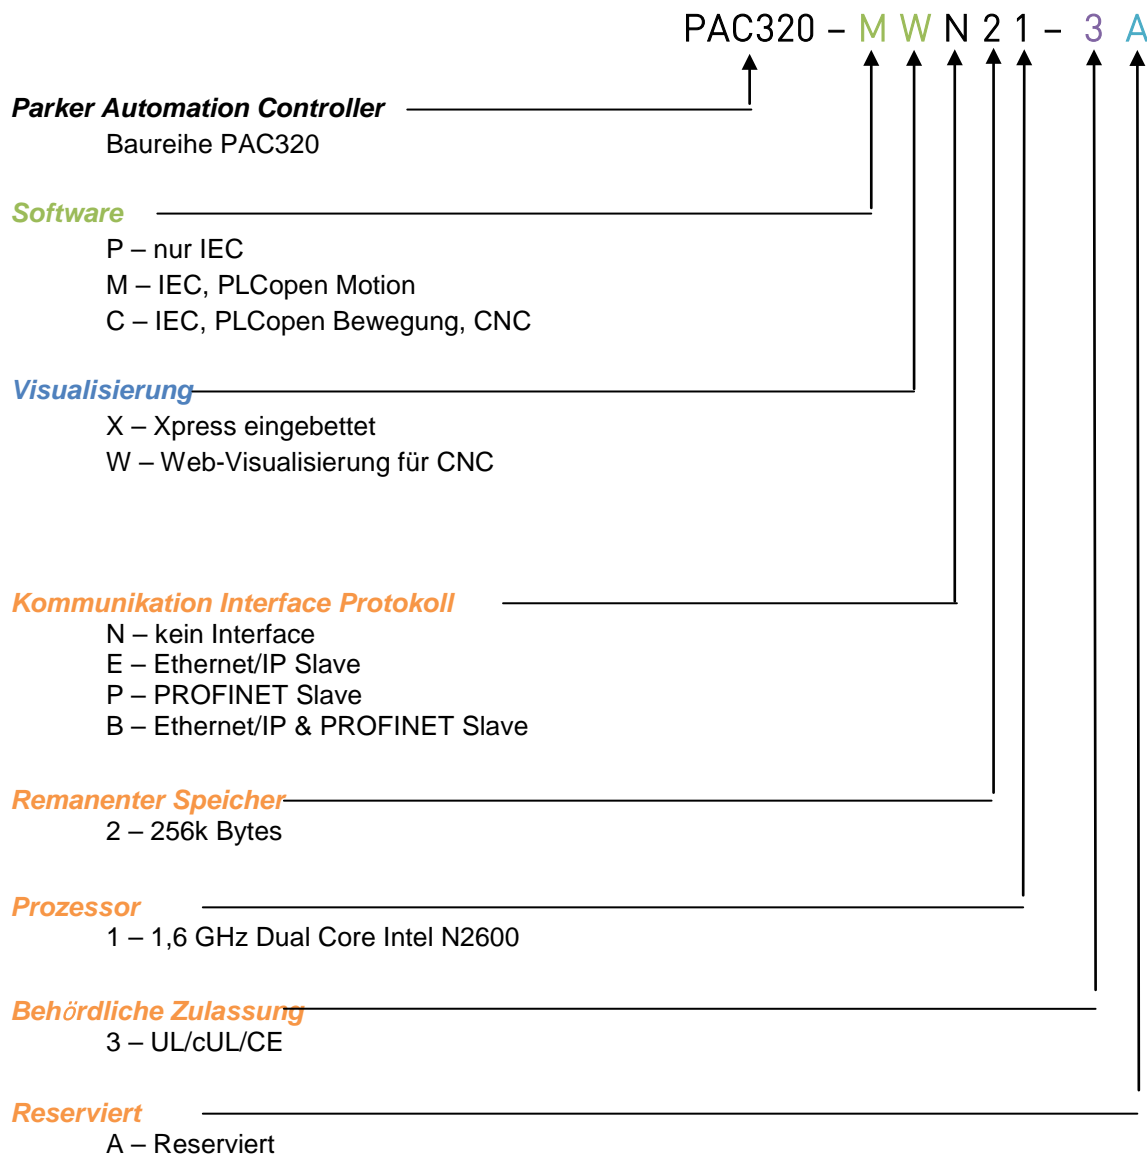 PAC320 – M W N 2 1 – 3 A
Parker Automation Controller
Baureihe PAC320
Software
P – nur IEC
M – IEC, PLCopen Motion
C – IEC, PLCopen Bewegung, CNC
Visualisierung
X – Xpress eingebettet
W – Web-Visualisierung für CNC
Kommunikation Interface Protokoll
N – kein Interface
E – Ethernet/IP Slave
P – PROFINET Slave
B – Ethernet/IP & PROFINET Slave
Remanenter Speicher
2 – 256k Bytes
Prozessor
1 – 1,6 GHz Dual Core Intel N2600
Behördliche Zulassung
3 – UL/cUL/CE
Reserviert
A – Reserviert